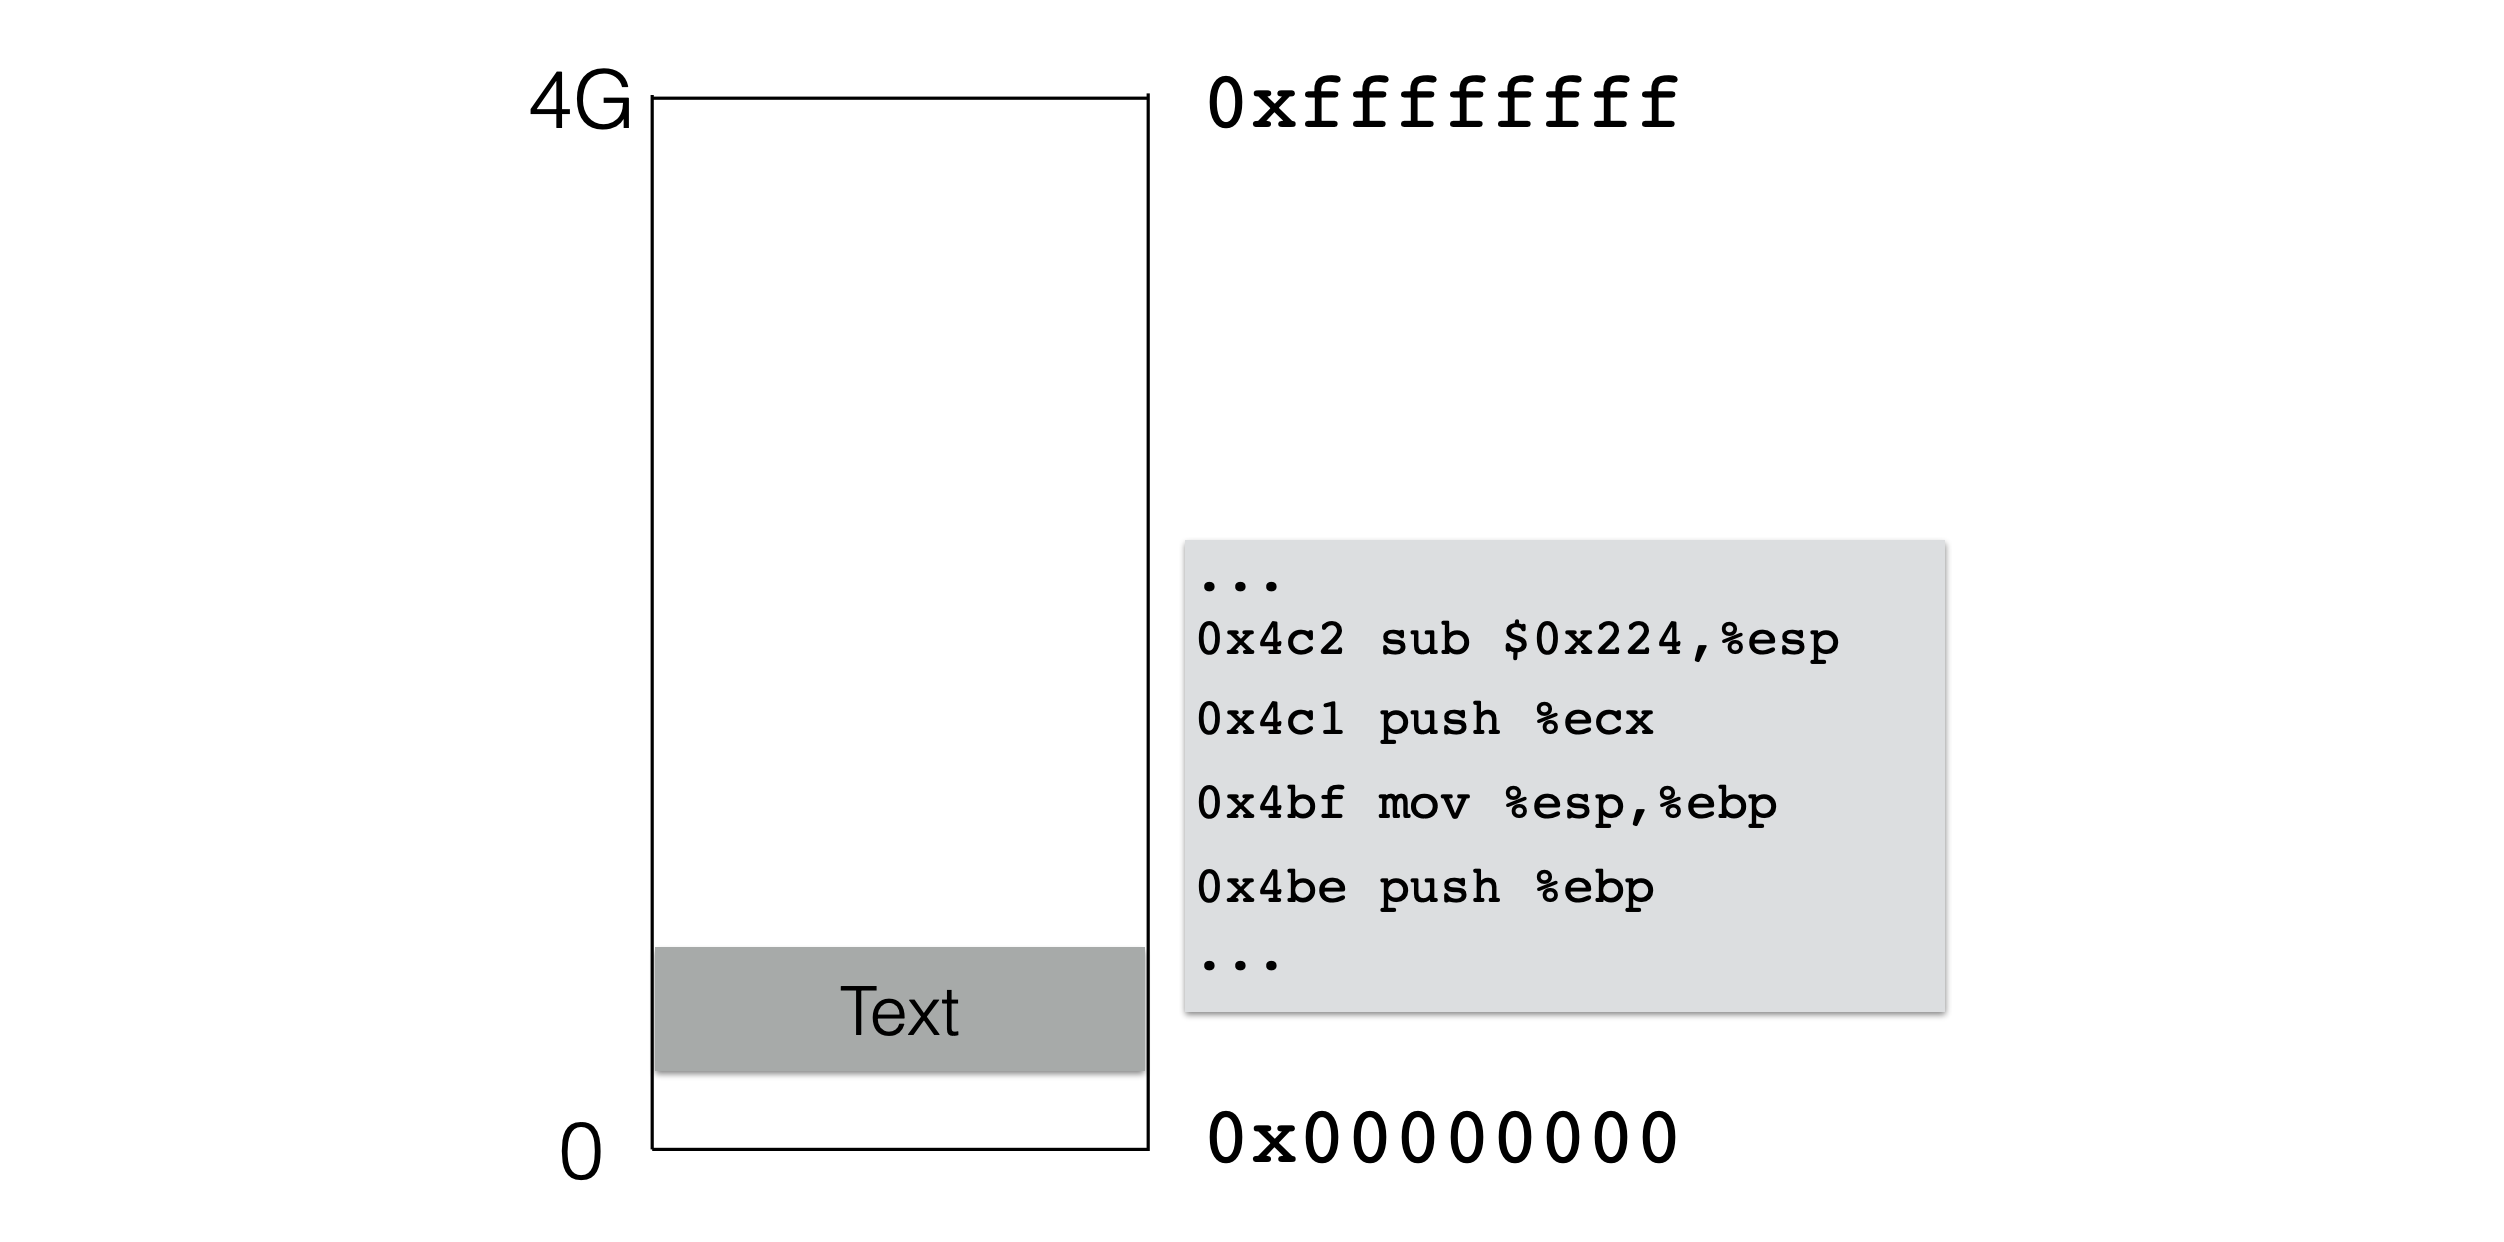 4G
0xffffffff
...
0x4c2 sub $0x224,%esp
0x4c1 push %ecx
0x4bf mov %esp,%ebp
0x4be push %ebp
...
Text
0
0x00000000